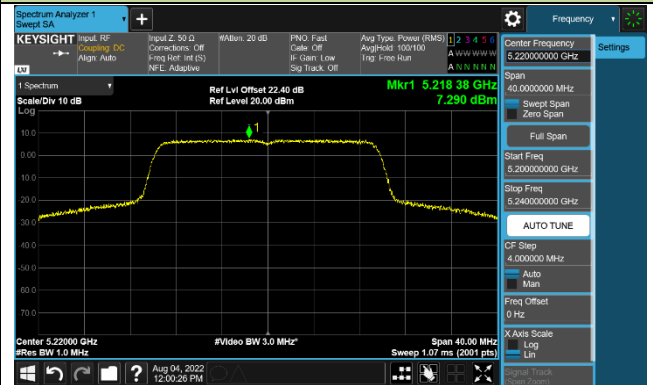 Spectrum Analyzer 1
Swept SA
Frequency
KEYSIGHT
Input: RF
Coupling: DC
Align: Auto
Input Z: 50 Ω
Corrections: Off
Freq Ref: Int (S)
NFE: Adaptive
#Atten: 20 dB
PNO: Fast
Gate: Off
IF Gain: Low
Sig Track: Off
Avg Type: Power (RMS)
Avg|Hold: 100/100
Trig: Free Run
1 2 3 4 5 6
A W W W W W
A N N N N N
LXI
1 Spectrum
Scale/Div 10 dB
Log
Ref Lvl Offset 22.40 dB
Ref Level 20.00 dBm
Mkr1 5.218 38 GHz
7.290 dBm
1
10.0
0.00
-10.0
-20.0
-30.0
-40.0
-50.0
-60.0
-70.0
Center 5.22000 GHz
#Res BW 1.0 MHz
#Video BW 3.0 MHz*
Span 40.00 MHz
Sweep 1.07 ms (2001 pts)
Aug 04, 2022
12:00:26 PM
Center Frequency
5.220000000 GHz
Settings
Span
40.0000000 MHz
Swept Span
Zero Span
Full Span
Start Freq
5.200000000 GHz
Stop Freq
5.240000000 GHz
AUTO TUNE
CF Step
4.000000 MHz
Auto
Man
Freq Offset
0 Hz
X Axis Scale
Log
Lin
Signal Track
(Span Zoom)